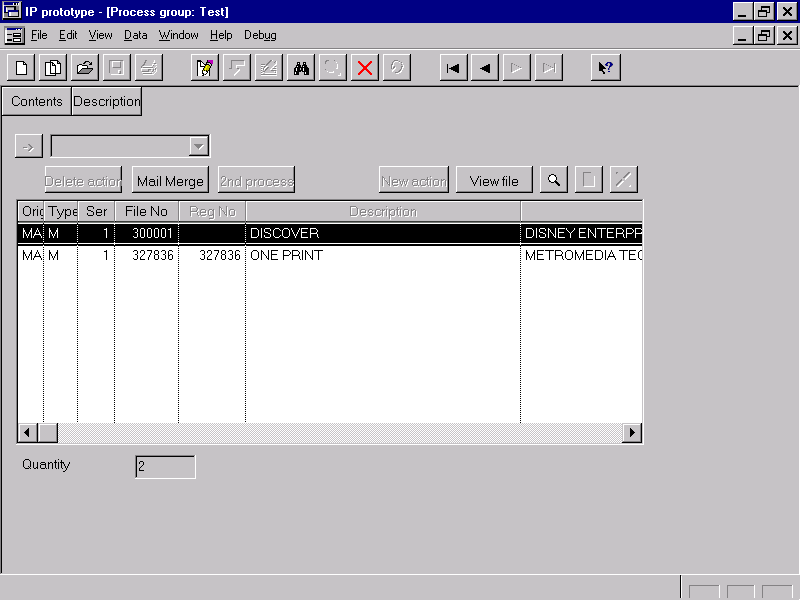 IP prototype - [Process group: Test]
File Edit View Data Window Help Debug
Contents Description
Delete action Mail Merge 2nd process New action View file
Orig Type Ser File No Reg No Description
MA M 1 300001 DISCOVER DISNEY ENTERPR
MA M 1 327836 327836 ONE PRINT METROMEDIA TEC
Quantity 2